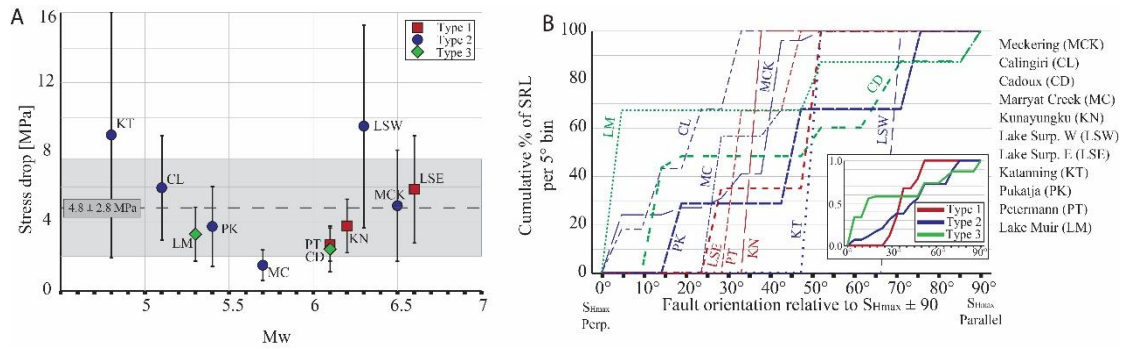 A
16
12
8
4
0
Stress drop [MPa]
4.8 ± 2.8 MPa
Type 1
Type 2
Type 3
KT
CL
LM
PK
MC
PT
CD
KN
LSW
MCK
LSE
5
5.5
6
6.5
7
Mw
B
100
80
60
40
20
0
Cumulative % of SRL
per 5° bin
LM
CL
MCK
MC
CD
LSW
PK
LSE
PT
KN
KT
1.0
0.5
0.0
0°
30°
60°
90°
Type 1
Type 2
Type 3
0° 10° 20° 30° 40° 50° 60° 70° 80° 90°
SHmax
Perp.
Fault orientation relative to SHmax ± 90
SHmax
Parallel
Meckering (MCK)
Calingiri (CL)
Cadoux (CD)
Marryat Creek (MC)
Kunayungku (KN)
Lake Surp. W (LSW)
Lake Surp. E (LSE)
Katanning (KT)
Pukatja (PK)
Petermann (PT)
Lake Muir (LM)